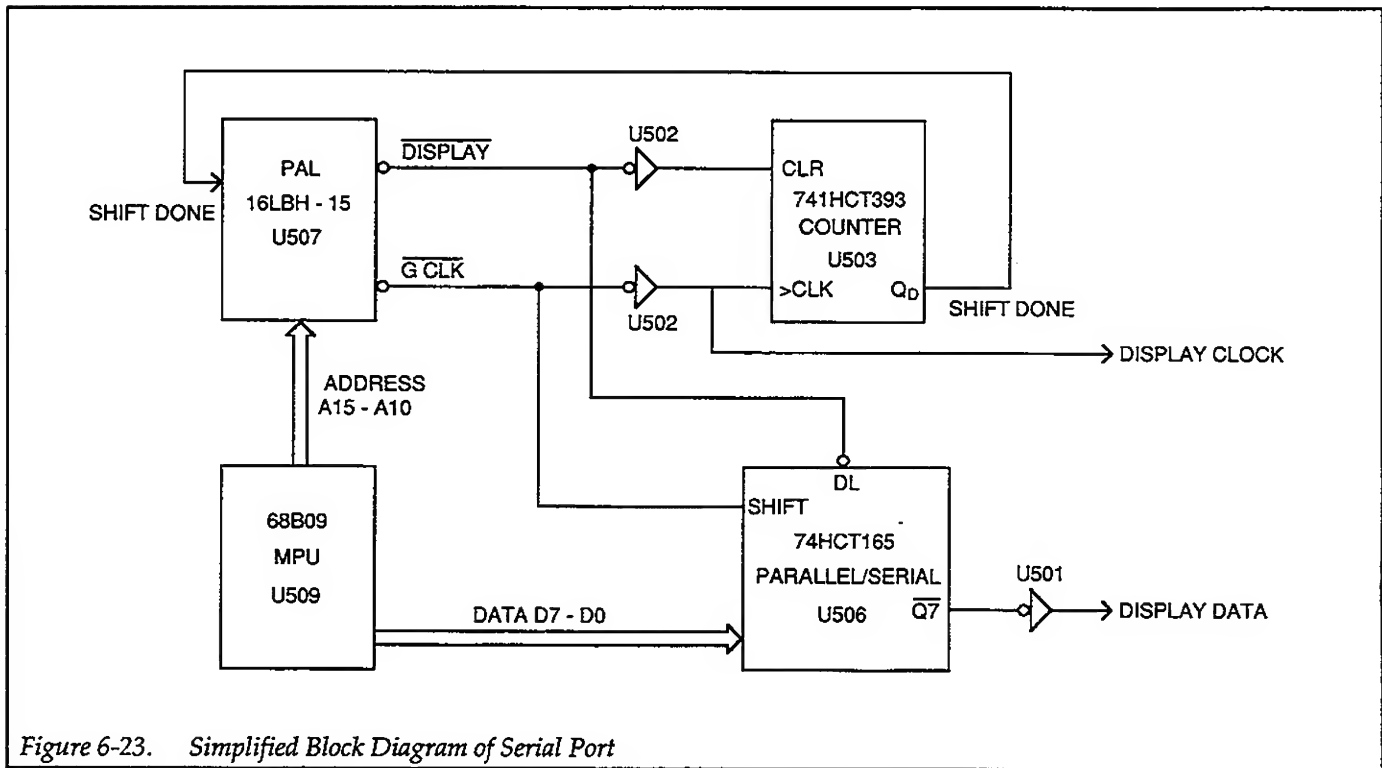 SHIFT DONE
PAL
16LBH - 15
U507
DISPLAY
G CLK
U502
U502
CLR
741HCT393
COUNTER
U503
>CLK
QD
SHIFT DONE
DISPLAY CLOCK
ADDRESS
A15 - A10
68B09
MPU
U509
DATA D7 - D0
DL
SHIFT
74HCT165
PARALLEL/SERIAL
U506
Q7
U501
DISPLAY DATA
Figure 6-23. Simplified Block Diagram of Serial Port